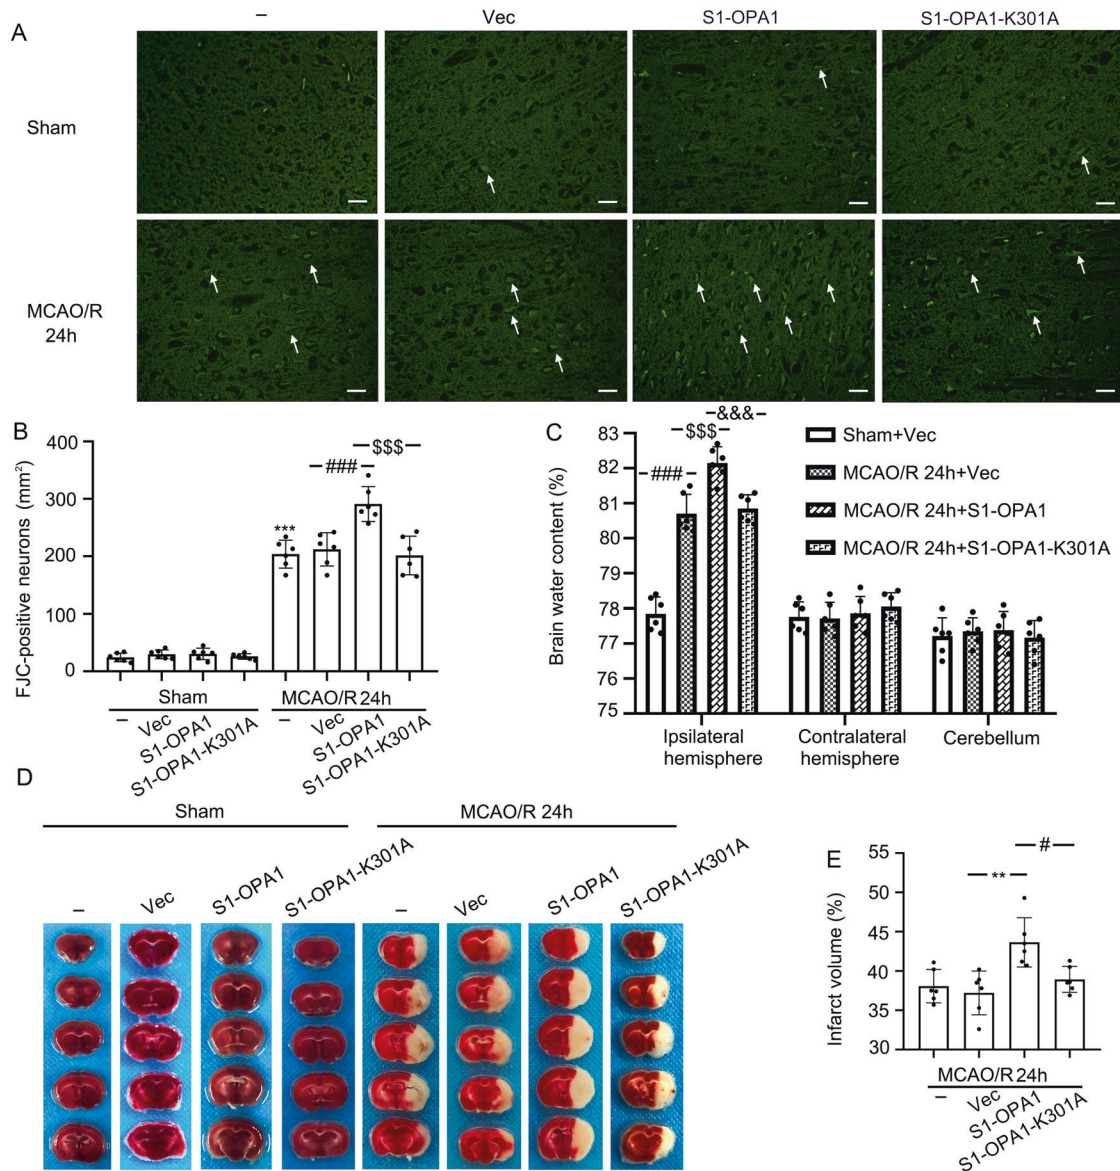 A
–
Vec
S1-OPA1
S1-OPA1-K301A
Sham
MCAO/R
24h
B
FJC-positive neurons (mm²)
400
300
200
100
0
***
###
$$$
Sham
MCAO/R 24h
–
Vec
S1-OPA1
S1-OPA1-K301A
–
Vec
S1-OPA1
S1-OPA1-K301A
C
Brain water content (%)
83
82
81
80
79
78
77
76
75
###
$$$
-&&&-
Sham+Vec
MCAO/R 24h+Vec
MCAO/R 24h+S1-OPA1
MCAO/R 24h+S1-OPA1-K301A
Ipsilateral
hemisphere
Contralateral
hemisphere
Cerebellum
D
Sham
MCAO/R 24h
–
Vec
S1-OPA1
S1-OPA1-K301A
–
Vec
S1-OPA1
S1-OPA1-K301A
E
Infarct volume (%)
55
50
45
40
35
30
**
#
MCAO/R 24h
–
Vec
S1-OPA1
S1-OPA1-K301A